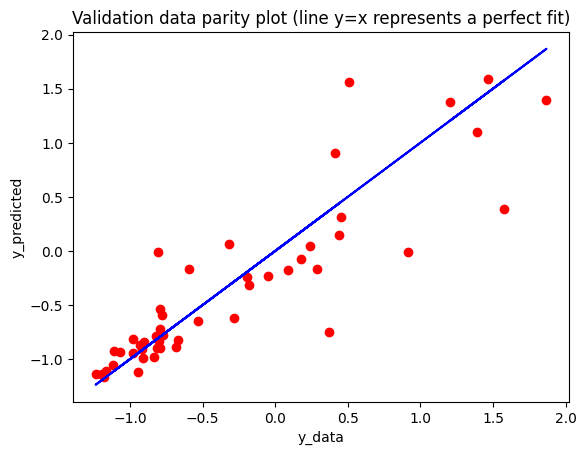 Validation data parity plot (line y=x represents a perfect fit)
2.0
1.5
1.0
0.5
0.0
−0.5
−1.0
y_predicted
−1.0 −0.5 0.0 0.5 1.0 1.5 2.0
y_data